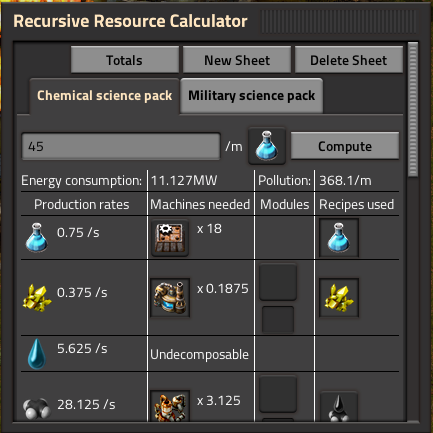 Recursive Resource Calculator
Totals New Sheet Delete Sheet
Chemical science pack Military science pack
45 /m Compute
Energy consumption: 11.127MW Pollution: 368.1/m
Production rates Machines needed Modules Recipes used
0.75 /s x 18
0.375 /s x 0.1875
5.625 /s Undecomposable
28.125 /s x 3.125